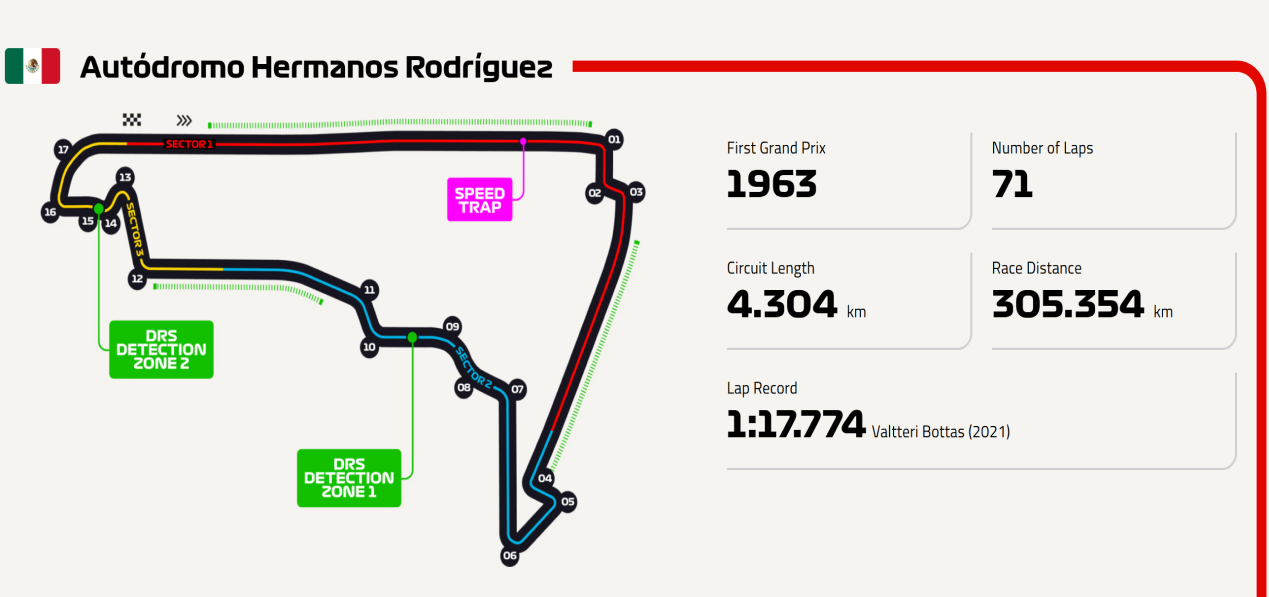 Autódromo Hermanos Rodríguez
SECTOR 1
01
17
SPEED
TRAP
02
03
13
16
15
14
SECTOR 3
12
11
DRS
DETECTION
ZONE 2
09
10
SECTOR 2
08
07
DRS
DETECTION
ZONE 1
04
05
06
First Grand Prix
1963
Number of Laps
71
Circuit Length
4.304 km
Race Distance
305.354 km
Lap Record
1:17.774 Valtteri Bottas (2021)